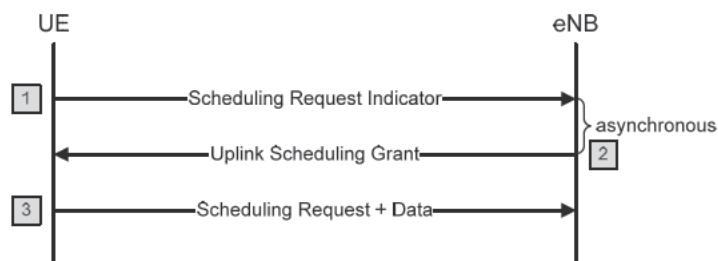 UE
eNB
1
Scheduling Request Indicator
asynchronous
Uplink Scheduling Grant
2
3
Scheduling Request + Data